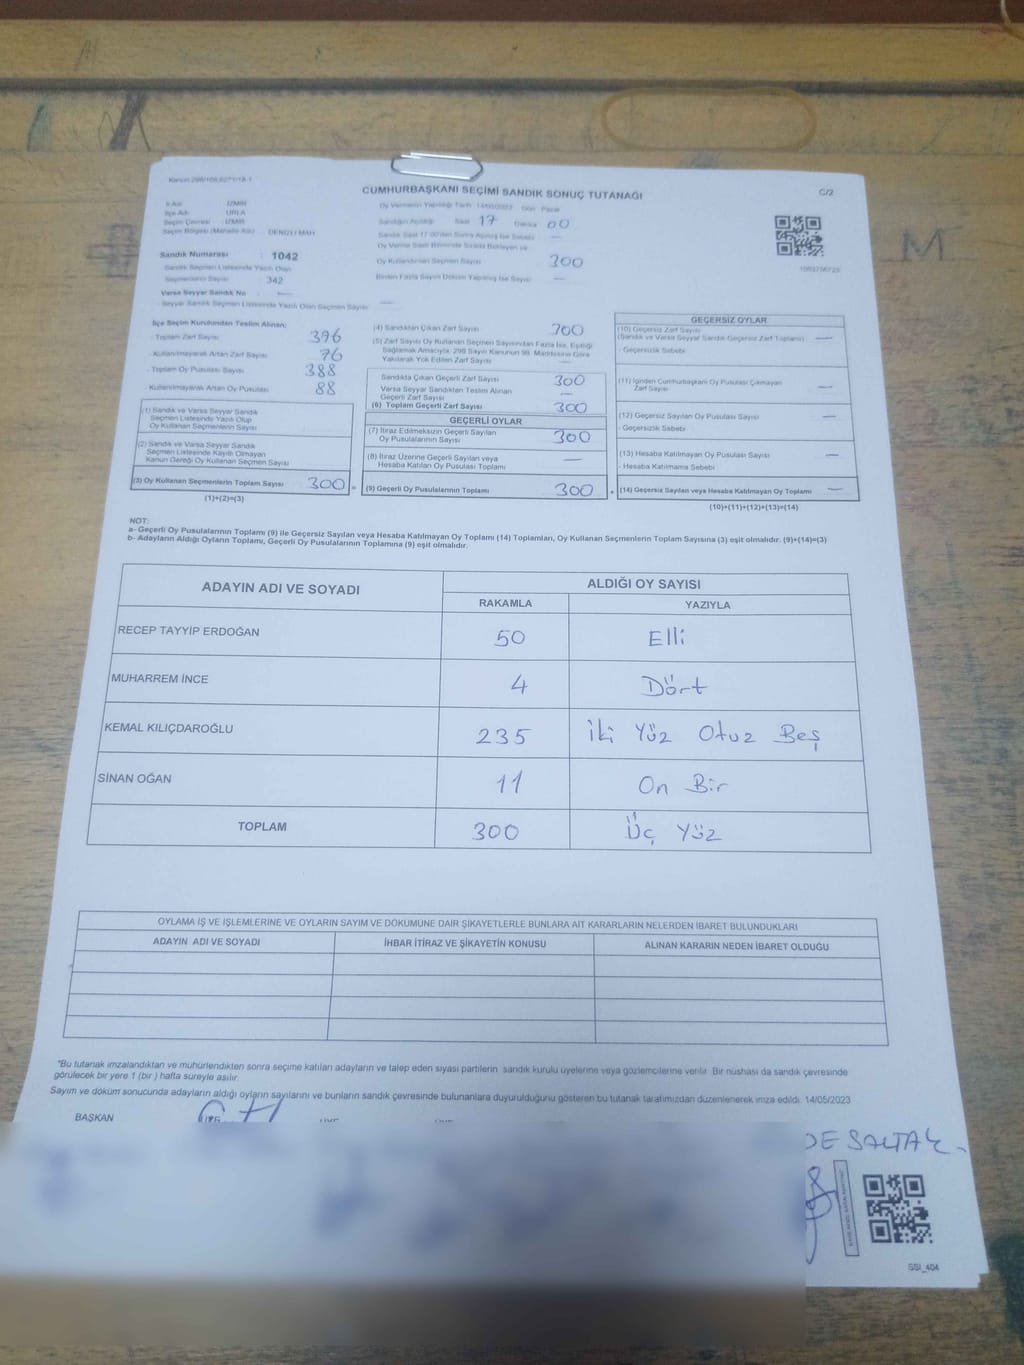 Kanun:298/105,6271/18-1
CUMHURBAŞKANI SEÇİMİ SANDIK SONUÇ TUTANAĞI
C/2
İl Adı : İZMİR
İlçe Adı : URLA
Seçim Çevresi : İZMİR
Seçim Bölgesi (Mahalle Adı) : DENİZLİ MAH.
Oy Vermenin Yapıldığı Tarih: 14/05/2023 Gün: Pazar
Sandığın Açıldığı Saat 17 Dakika 00
Sandık Saat 17:00'den Sonra Açılmış İse Sebebi —
Oy Verme Saati Bitiminde Sırada Bekleyen ve
Oy Kullandırılan Seçmen Sayısı 300
Birden Fazla Sayım Döküm Yapılmış İse Sayısı —
Sandık Numarası : 1042
Sandık Seçmen Listesinde Yazılı Olan
Seçmenlerin Sayısı 342
Varsa Seyyar Sandık No —
- Seyyar Sandık Seçmen Listesinde Yazılı Olan Seçmen Sayısı —
İlçe Seçim Kurulundan Teslim Alınan;
- Toplam Zarf Sayısı 396
- Kullanılmayarak Artan Zarf Sayısı 76
- Toplam Oy Pusulası Sayısı 388
- Kullanılmayarak Artan Oy Pusulası 88
(1) Sandık ve Varsa Seyyar Sandık
Seçmen Listesinde Yazılı Olup
Oy Kullanan Seçmenlerin Sayısı
(2) Sandık ve Varsa Seyyar Sandık
Seçmen Listesinde Kayıtlı Olmayan
Kanun Gereği Oy Kullanan Seçmen Sayısı
(3) Oy Kullanan Seçmenlerin Toplam Sayısı 300
(1)+(2)=(3)
(4) Sandıktan Çıkan Zarf Sayısı 300
(5) Zarf Sayısı Oy Kullanan Seçmen Sayısından Fazla İse, Eşitliği
Sağlamak Amacıyla, 298 Sayılı Kanunun 98. Maddesine Göre
Yakılarak Yok Edilen Zarf Sayısı —
Sandıkta Çıkan Geçerli Zarf Sayısı 300
Varsa Seyyar Sandıktan Teslim Alınan
Geçerli Zarf Sayısı —
(6) Toplam Geçerli Zarf Sayısı 300
GEÇERLİ OYLAR
(7) İtiraz Edilmeksizin Geçerli Sayılan
Oy Pusulalarının Sayısı 300
(8) İtiraz Üzerine Geçerli Sayılan veya
Hesaba Katılan Oy Pusulası Toplamı —
= (9) Geçerli Oy Pusulalarının Toplamı 300
GEÇERSİZ OYLAR
(10) Geçersiz Zarf Sayısı
(Sandık ve Varsa Seyyar Sandık Geçersiz Zarf Toplamı) —
- Geçersizlik Sebebi
(11) İçinden Cumhurbaşkanı Oy Pusulası Çıkmayan
Zarf Sayısı —
(12) Geçersiz Sayılan Oy Pusulası Sayısı —
- Geçersizlik Sebebi
(13) Hesaba Katılmayan Oy Pusulası Sayısı —
- Hesaba Katılmama Sebebi
+ (14) Geçersiz Sayılan veya Hesaba Katılmayan Oy Toplamı —
(10)+(11)+(12)+(13)=(14)
NOT:
a- Geçerli Oy Pusulalarının Toplamı (9) ile Geçersiz Sayılan veya Hesaba Katılmayan Oy Toplamı (14) Toplamları, Oy Kullanan Seçmenlerin Toplam Sayısına (3) eşit olmalıdır. (9)+(14)=(3)
b- Adayların Aldığı Oyların Toplamı, Geçerli Oy Pusulalarının Toplamına (9) eşit olmalıdır.
ADAYIN ADI VE SOYADI ALDIĞI OY SAYISI
RAKAMLA YAZIYLA
RECEP TAYYİP ERDOĞAN 50 Elli
MUHARREM İNCE 4 Dört
KEMAL KILIÇDAROĞLU 235 İki Yüz Otuz Beş
SİNAN OĞAN 11 On Bir
TOPLAM 300 Üç Yüz
OYLAMA İŞ VE İŞLEMLERİNE VE OYLARIN SAYIM VE DÖKÜMÜNE DAİR ŞİKAYETLERLE BUNLARA AİT KARARLARIN NELERDEN İBARET BULUNDUKLARI
ADAYIN ADI VE SOYADI İHBAR İTİRAZ VE ŞİKAYETİN KONUSU ALINAN KARARIN NEDEN İBARET OLDUĞU
*Bu tutanak imzalandıktan ve mühürlendikten sonra seçime katılan adayların ve talep eden siyasi partilerin sandık kurulu üyelerine veya gözlemcilerine verilir. Bir nüshası da sandık çevresinde
görülecek bir yere 1 (bir ) hafta süreyle asılır.
Sayım ve döküm sonucunda adayların aldığı oyların sayılarını ve bunların sandık çevresinde bulunanlara duyurulduğunu gösteren bu tutanak tarafımızdan düzenlenerek imza edildi. 14/05/2023
BAŞKAN
SSİ_404